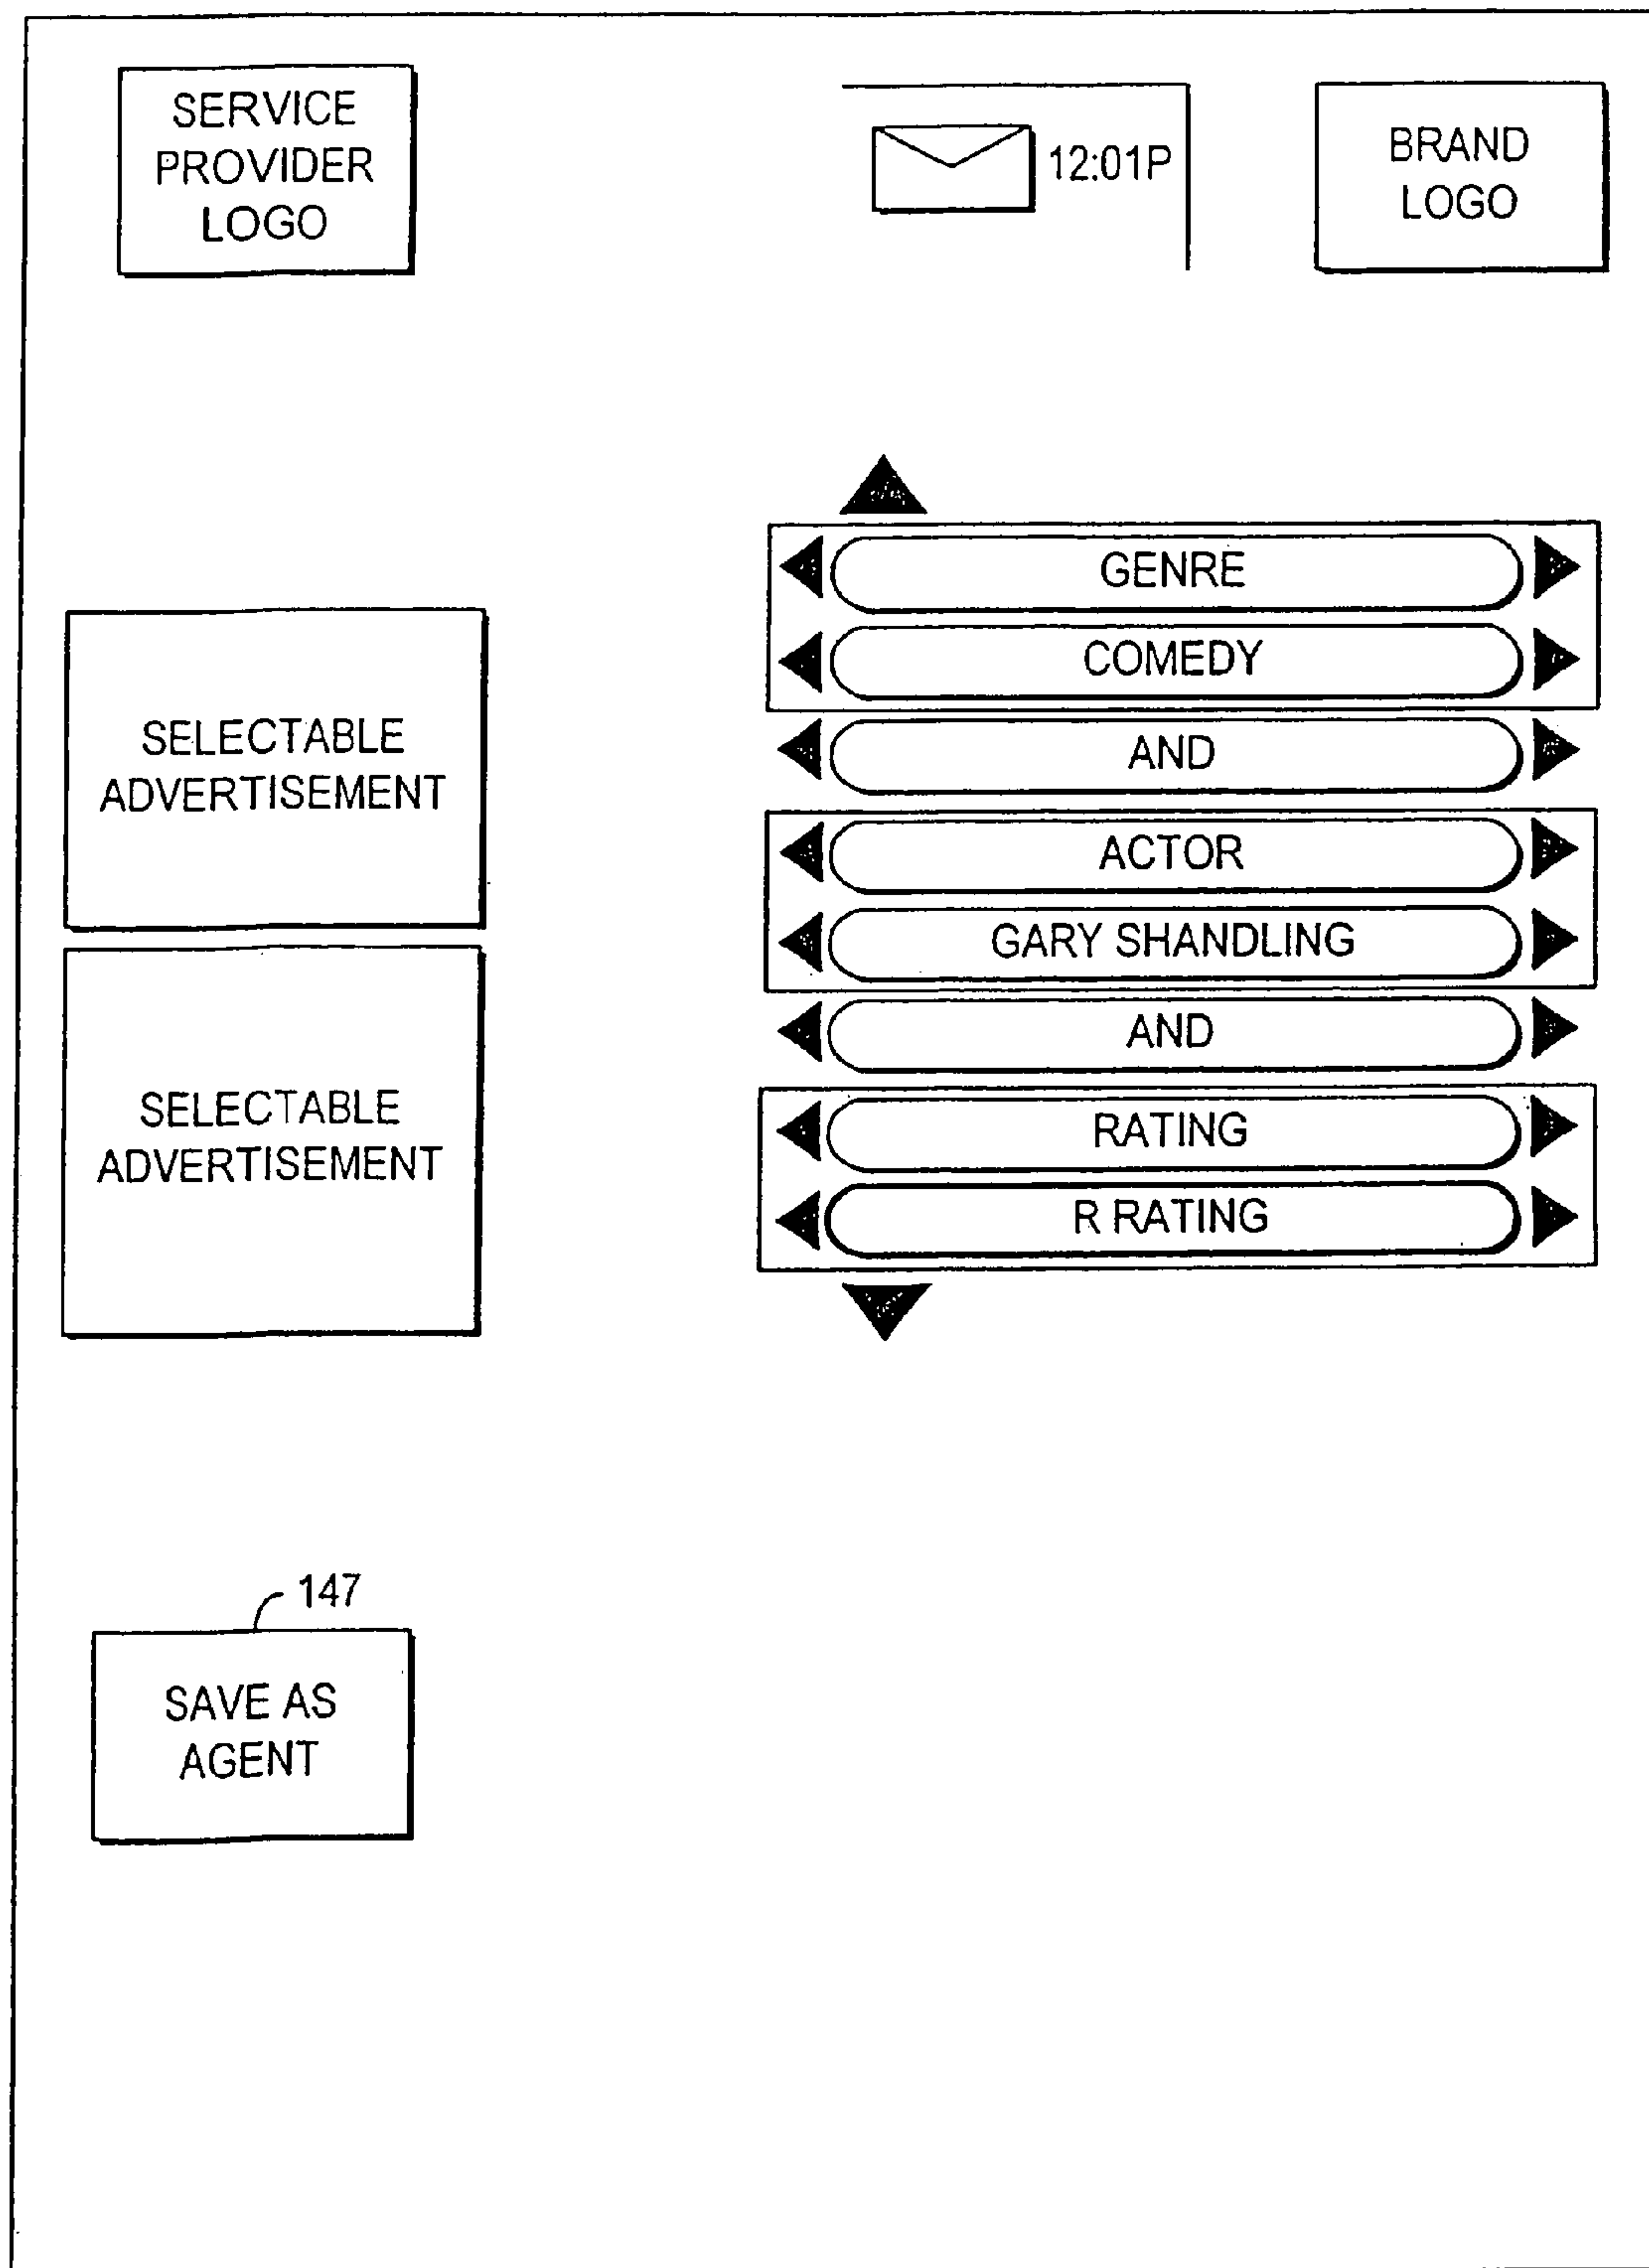 SERVICE
PROVIDER
LOGO
12:01P
BRAND
LOGO
GENRE
COMEDY
AND
ACTOR
GARY SHANDLING
AND
RATING
R RATING
SELECTABLE
ADVERTISEMENT
SELECTABLE
ADVERTISEMENT
147
SAVE AS
AGENT